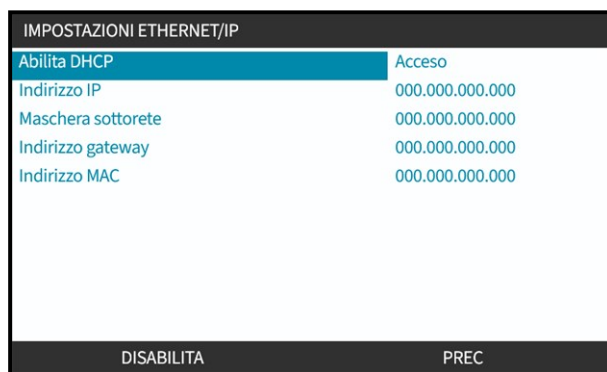 IMPOSTAZIONI ETHERNET/IP
Abilita DHCP Acceso
Indirizzo IP 000.000.000.000
Maschera sottorete 000.000.000.000
Indirizzo gateway 000.000.000.000
Indirizzo MAC 000.000.000.000
DISABILITA PREC